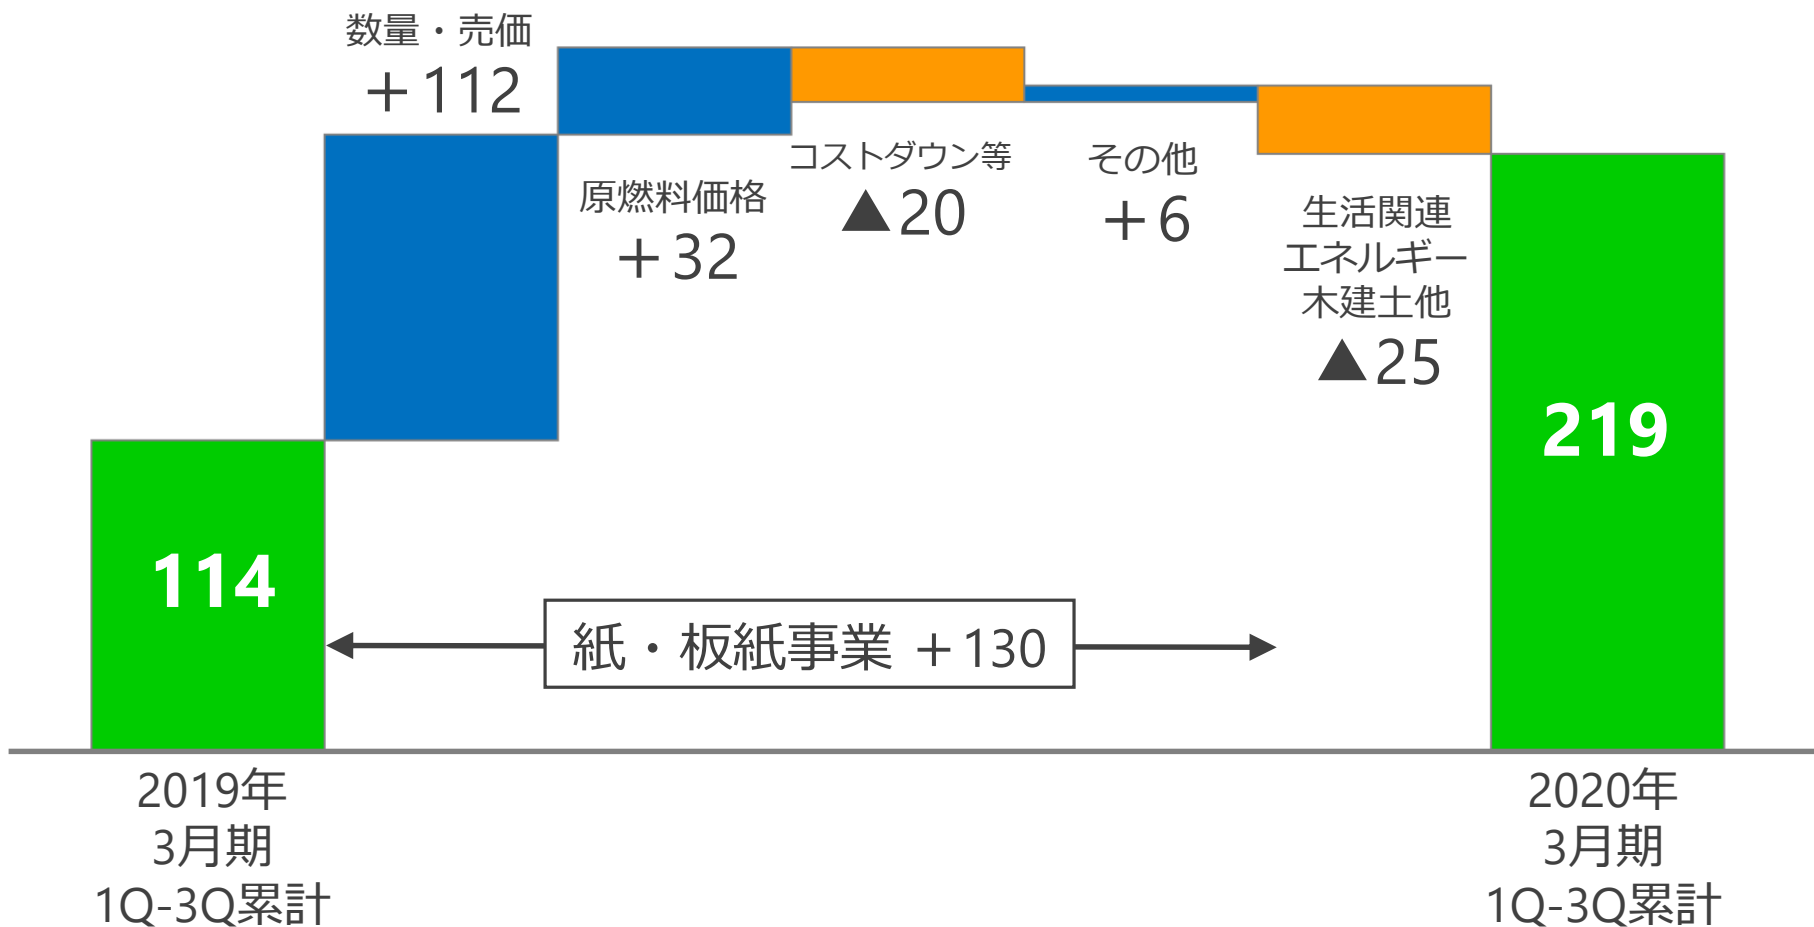 数量・売価
＋112
原燃料価格
＋32
コストダウン等
▲20
その他
＋6
生活関連
エネルギー
木建土他
▲25
114
219
紙・板紙事業 ＋130
2019年
3月期
1Q-3Q累計
2020年
3月期
1Q-3Q累計